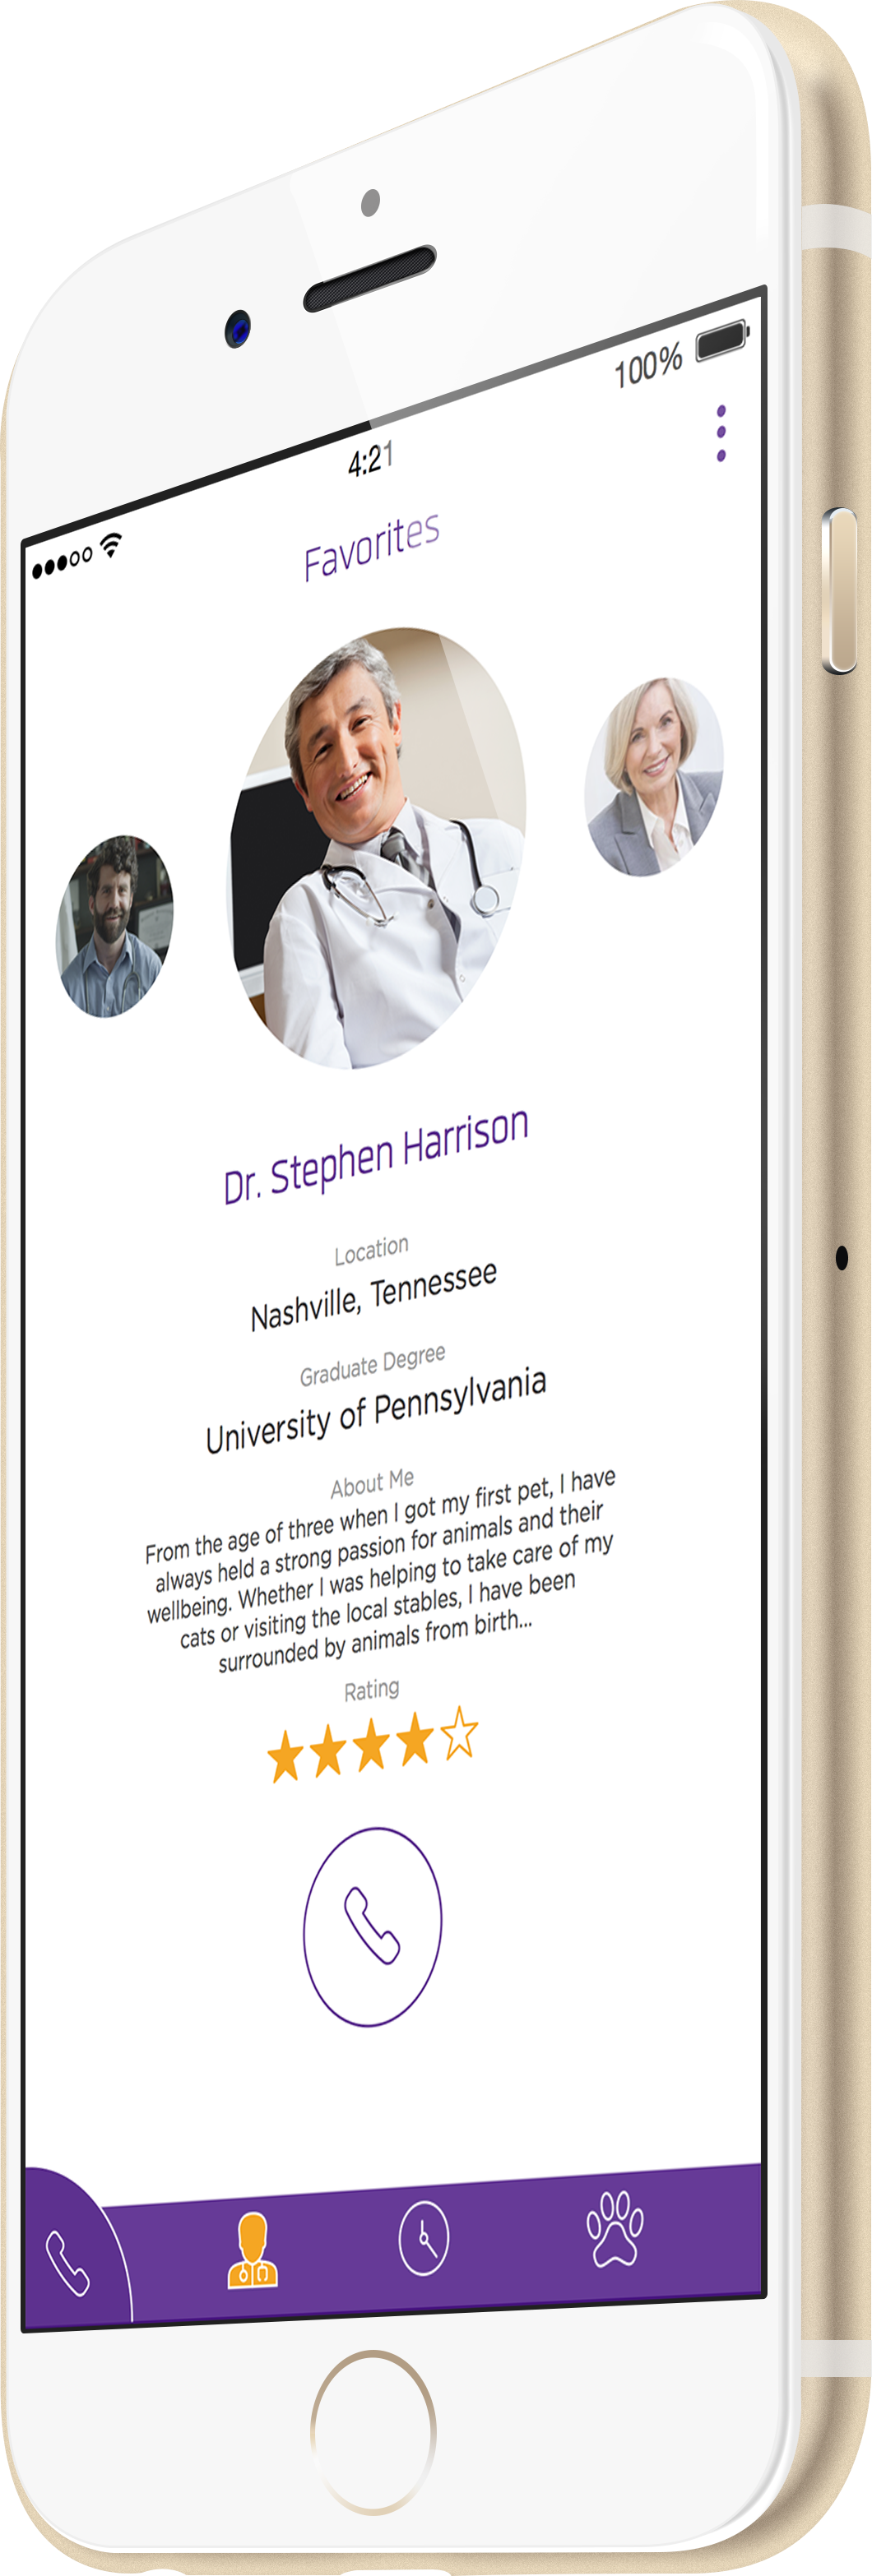 100%
4:21
Favorites
Dr. Stephen Harrison
Location
Nashville, Tennessee
Graduate Degree
University of Pennsylvania
About Me
From the age of three when I got my first pet, I have
always held a strong passion for animals and their
wellbeing. Whether I was helping to take care of my
cats or visiting the local stables, I have been
surrounded by animals from birth...
Rating